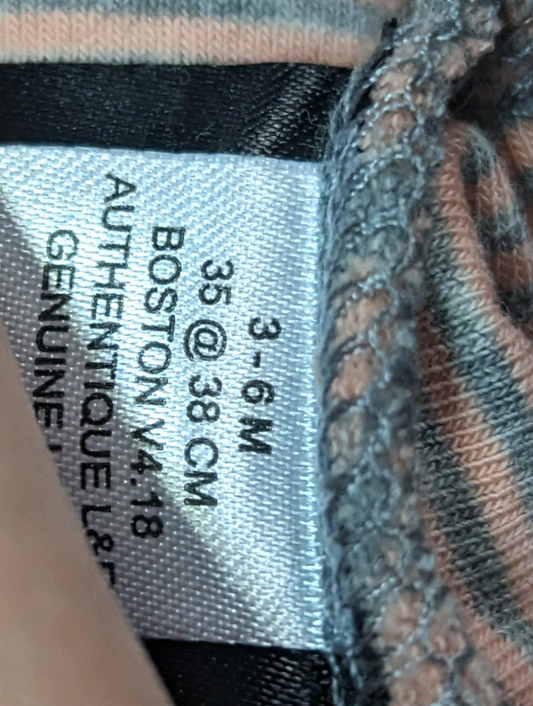 3-6 M
35 @ 38 CM
BOSTON V4.18
AUTHENTIQUE
GENUINE